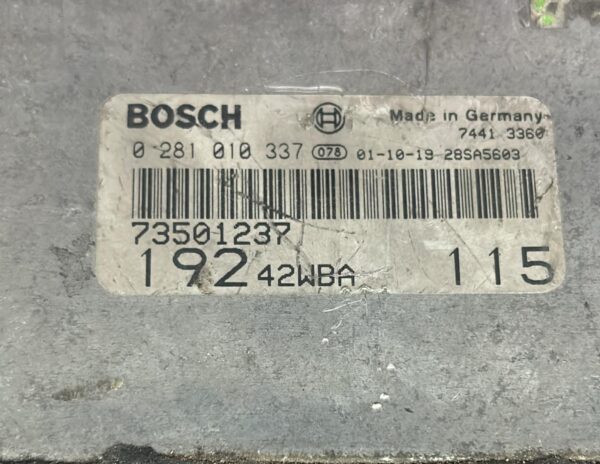 BOSCH Made in Germany
7441 3360
0 281 010 337 078 01-10-19 28SA5603
73501237
192 42WBA 115